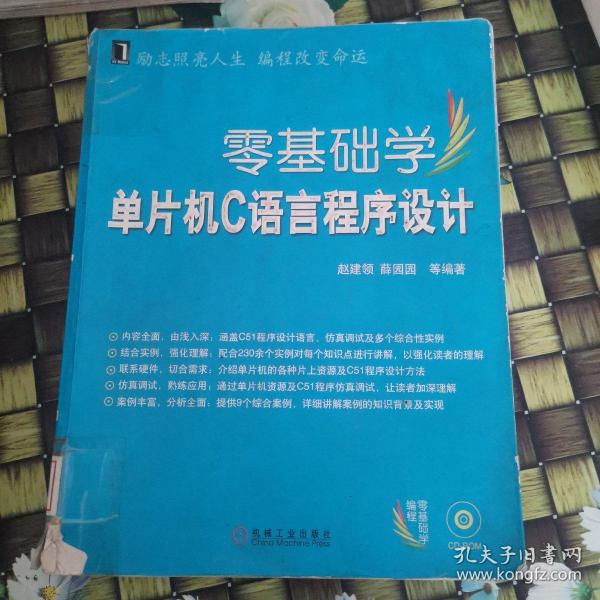 励志照亮人生 编程改变命运
零基础学
单片机C语言程序设计
赵建领 薛园园 等编著
内容全面，由浅入深：涵盖C51程序设计语言、仿真调试及多个综合性实例
结合实例，强化理解：配合230余个实例对每个知识点进行讲解，以强化读者的理解
联系硬件，切合需求：介绍单片机的各种片上资源及C51程序设计方法
仿真调试，熟练应用：通过单片机资源及C51程序仿真调试，让读者加深理解
案例丰富，分析全面：提供9个综合案例，详细讲解案例的知识背景及实现
零基础学
编程
CD-ROM
机械工业出版社
China Machine Press
孔夫子旧书网
www.kongfz.com